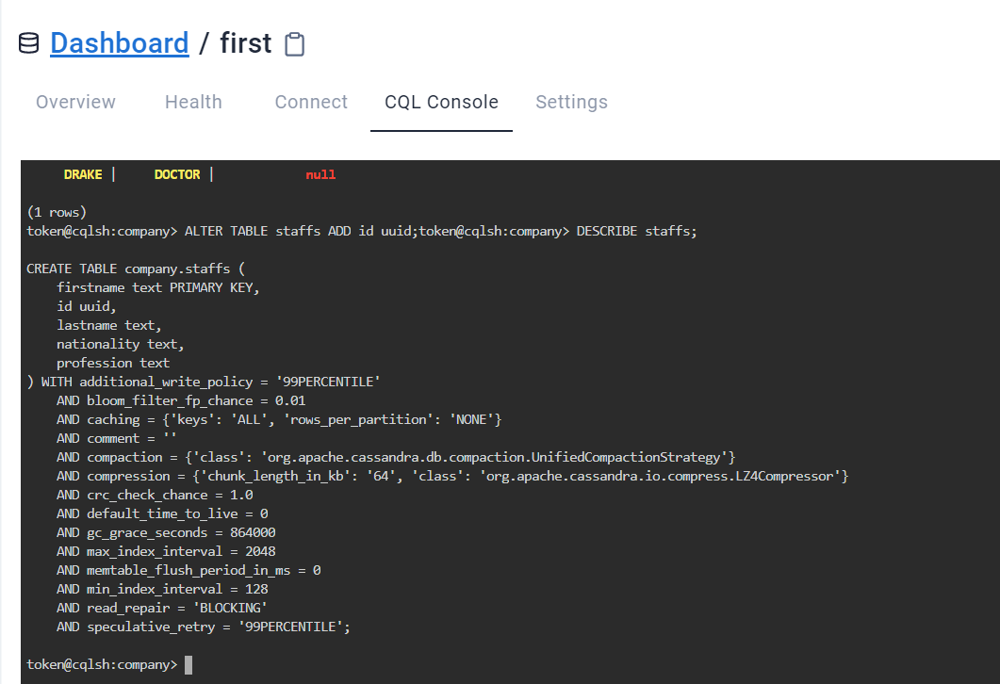 Dashboard / first
Overview Health Connect CQL Console Settings
DRAKE | DOCTOR | null
(1 rows)
token@cqlsh:company> ALTER TABLE staffs ADD id uuid;token@cqlsh:company> DESCRIBE staffs;
CREATE TABLE company.staffs (
    firstname text PRIMARY KEY,
    id uuid,
    lastname text,
    nationality text,
    profession text
) WITH additional_write_policy = '99PERCENTILE'
    AND bloom_filter_fp_chance = 0.01
    AND caching = {'keys': 'ALL', 'rows_per_partition': 'NONE'}
    AND comment = ''
    AND compaction = {'class': 'org.apache.cassandra.db.compaction.UnifiedCompactionStrategy'}
    AND compression = {'chunk_length_in_kb': '64', 'class': 'org.apache.cassandra.io.compress.LZ4Compressor'}
    AND crc_check_chance = 1.0
    AND default_time_to_live = 0
    AND gc_grace_seconds = 864000
    AND max_index_interval = 2048
    AND memtable_flush_period_in_ms = 0
    AND min_index_interval = 128
    AND read_repair = 'BLOCKING'
    AND speculative_retry = '99PERCENTILE';
token@cqlsh:company>